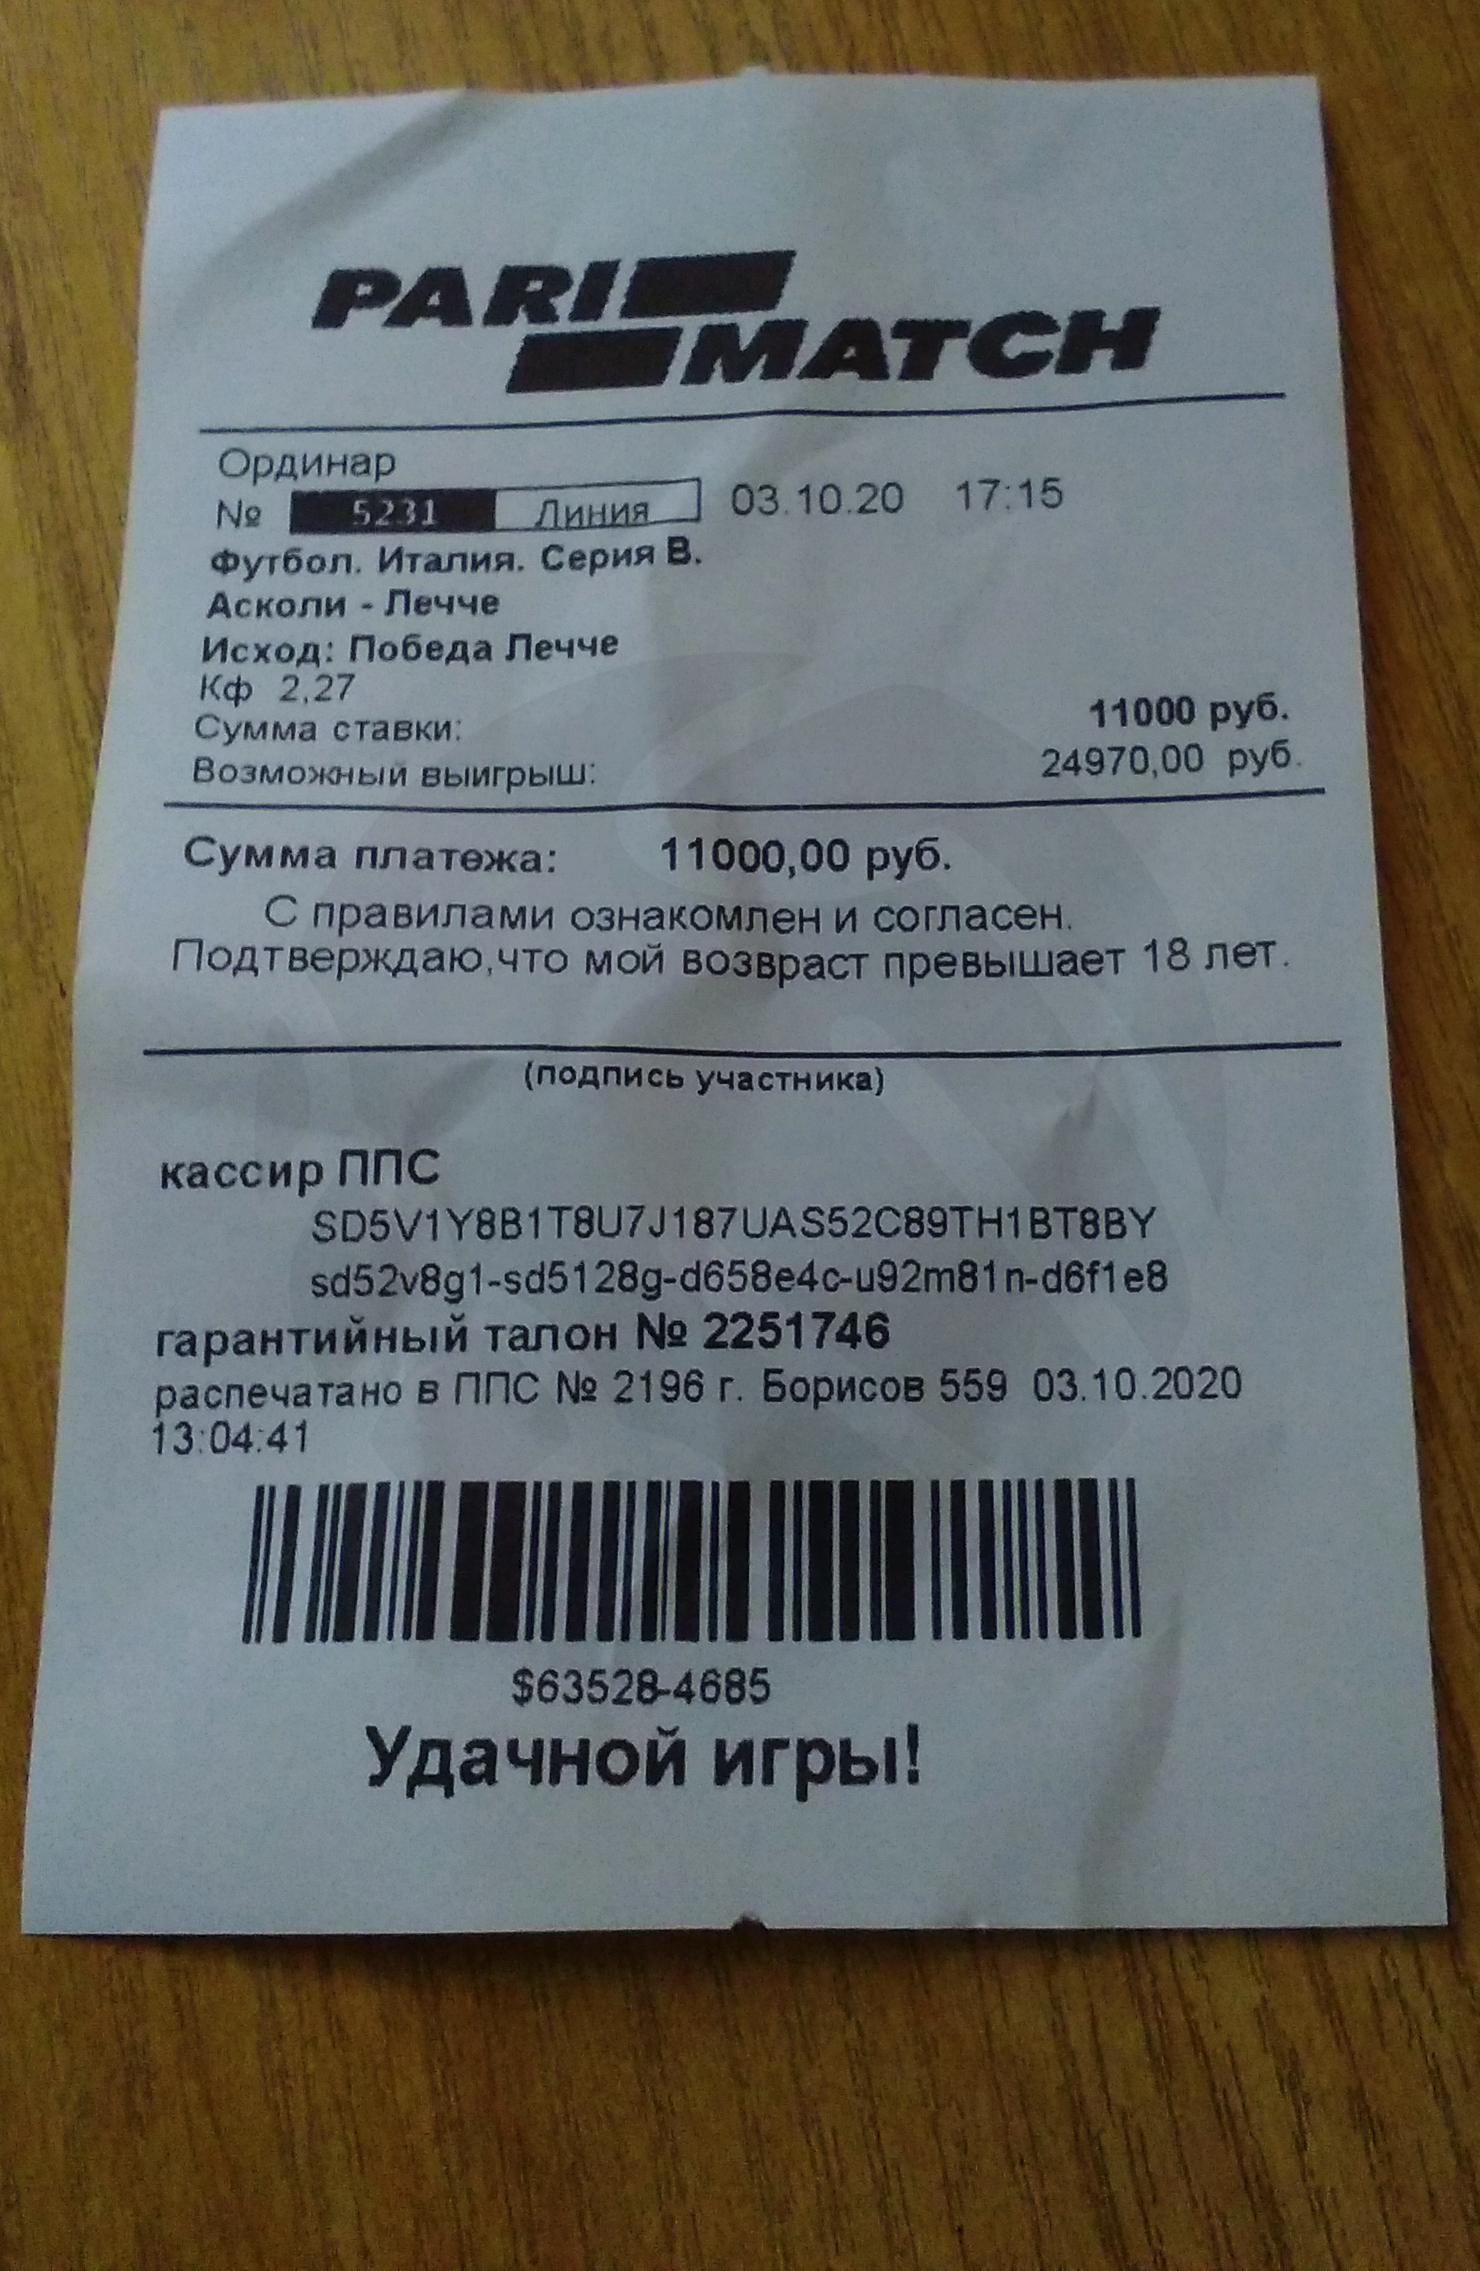 PARI
MATCH
Ординар
№ 5231 Линия 03.10.20 17:15
Футбол. Италия. Серия В.
Асколи - Лечче
Исход: Победа Лечче
Кф 2,27
Сумма ставки: 11000 руб.
Возможный выигрыш: 24970,00 руб.
Сумма платежа: 11000,00 руб.
С правилами ознакомлен и согласен.
Подтверждаю,что мой возвраст превышает 18 лет.
(подпись участника)
кассир ППС
SD5V1Y8B1T8U7J187UAS52C89TH1BT8BY
sd52v8g1-sd5128g-d658e4c-u92m81n-d6f1e8
гарантийный талон № 2251746
распечатано в ППС № 2196 г. Борисов 559 03.10.2020
13:04:41
$63528-4685
Удачной игры!